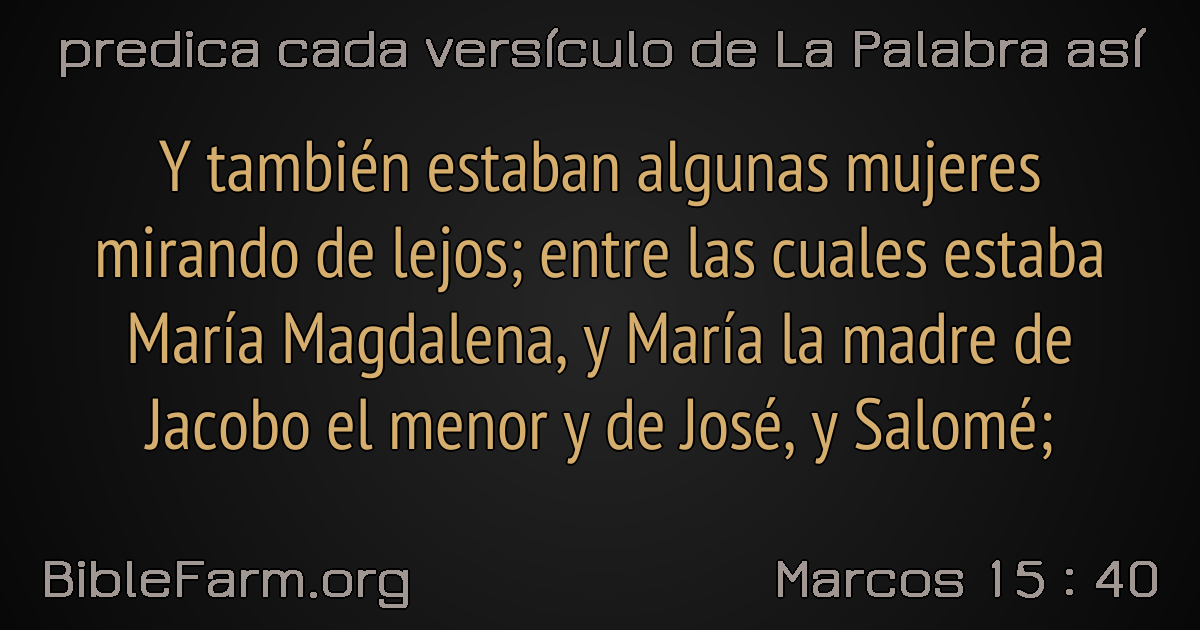 predica cada versículo de La Palabra así
Y también estaban algunas mujeres
mirando de lejos; entre las cuales estaba
María Magdalena, y María la madre de
Jacobo el menor y de José, y Salomé;
BibleFarm.org
Marcos 15 : 40